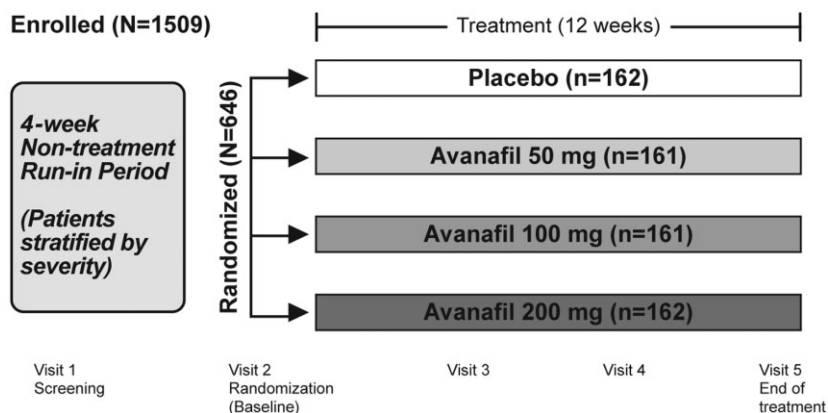 Enrolled (N=1509)
Treatment (12 weeks)
4-week
Non-treatment
Run-in Period
(Patients
stratified by
severity)
Randomized (N=646)
Placebo (n=162)
Avanafil 50 mg (n=161)
Avanafil 100 mg (n=161)
Avanafil 200 mg (n=162)
Visit 1
Screening
Visit 2
Randomization
(Baseline)
Visit 3
Visit 4
Visit 5
End of
treatment